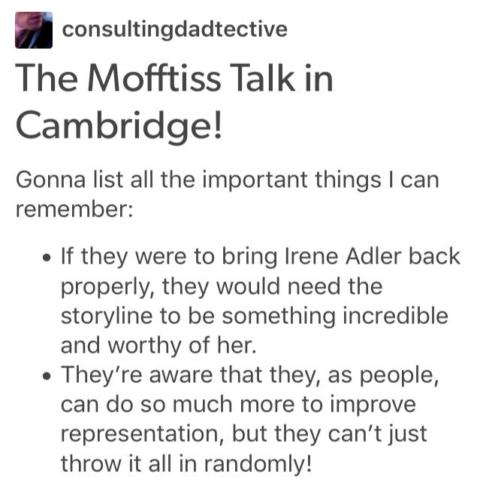 consultingdadtective
The Mofftiss Talk in
Cambridge!
Gonna list all the important things I can
remember:
• If they were to bring Irene Adler back
properly, they would need the
storyline to be something incredible
and worthy of her.
• They're aware that they, as people,
can do so much more to improve
representation, but they can't just
throw it all in randomly!